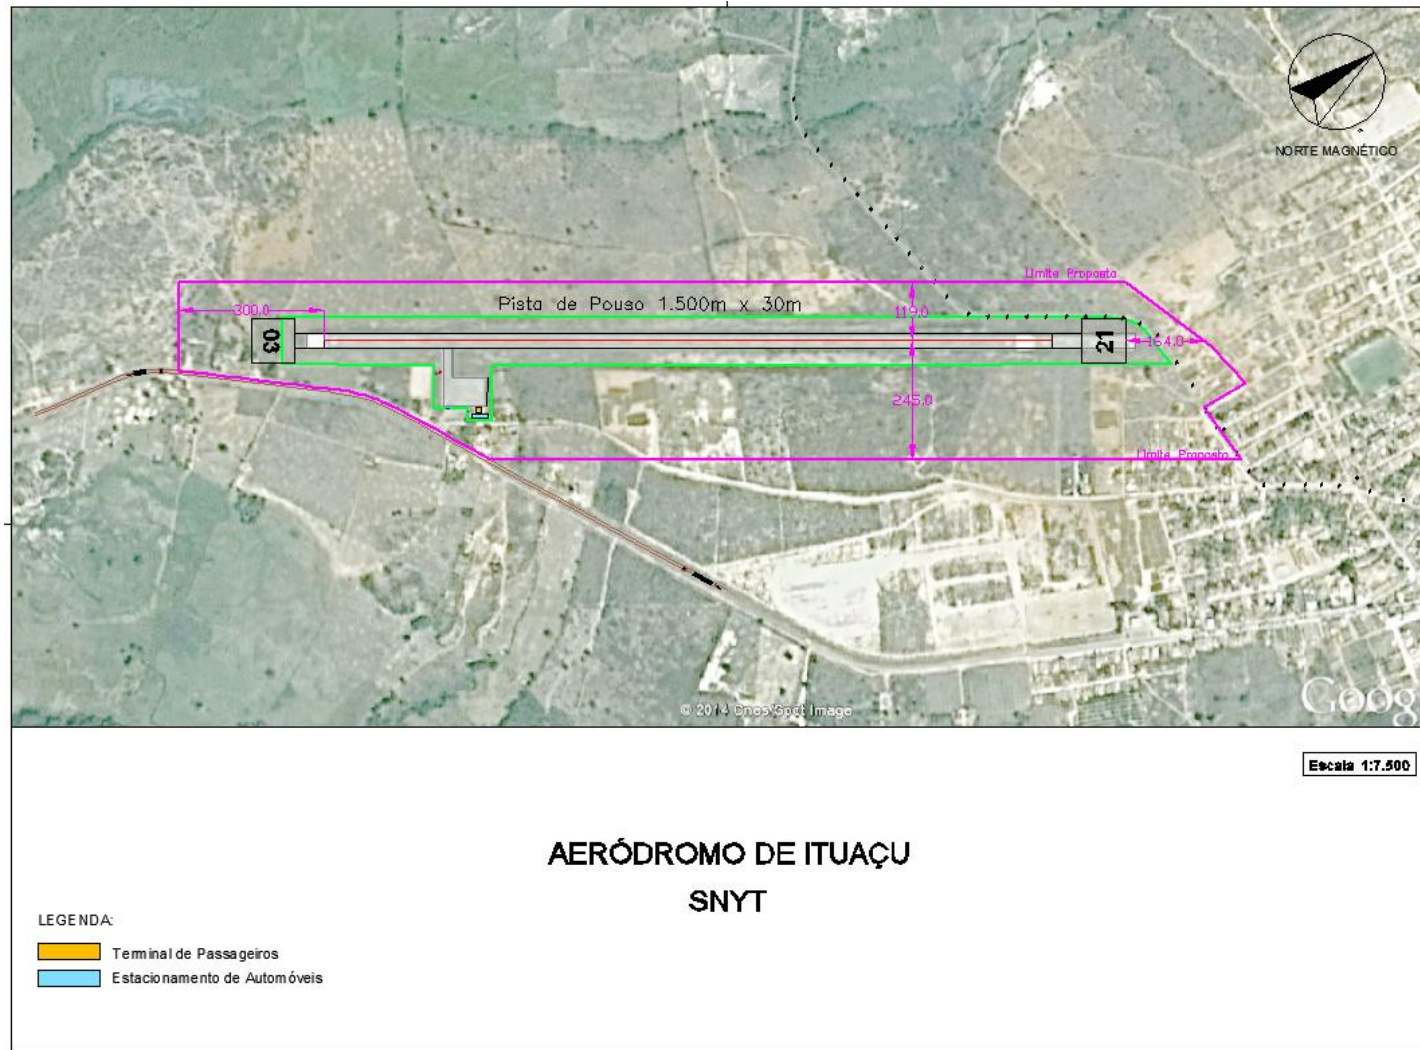 NORTE MAGNÉTICO
Limite Proposto
300.0
Pista de Pouso 1.500m x 30m
119.0
03
21
164.0
245.0
Limite Proposto
© 2014 Cnes/Spot Image
Goog
Escala 1:7.500
AERÓDROMO DE ITUAÇU
SNYT
LEGENDA:
Terminal de Passageiros
Estacionamento de Automóveis